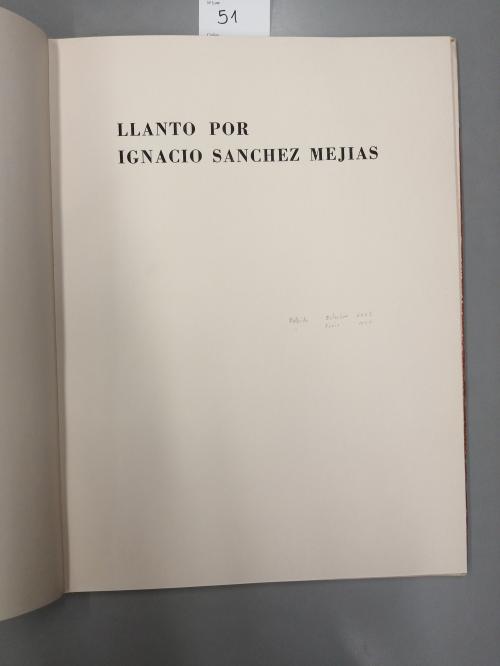 51
LLANTO POR
IGNACIO SANCHEZ MEJIAS